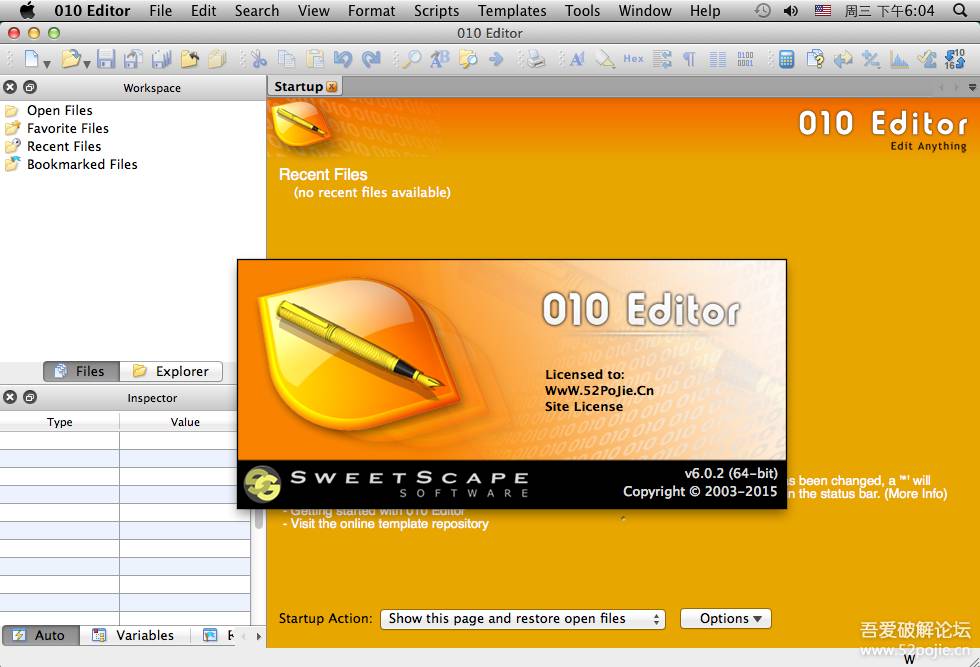 010 Editor File Edit Search View Format Scripts Templates Tools Window Help 周三 下午6:04
010 Editor
Hex
Workspace
Startup
Open Files
Favorite Files
Recent Files
Bookmarked Files
010 Editor
Edit Anything
Recent Files
(no recent files available)
010 Editor
Licensed to:
WwW.52PoJie.Cn
Site License
Files Explorer
Inspector
Type Value
SWEETSCAPE
SOFTWARE
v6.0.2 (64-bit)
Copyright © 2003-2015
s been changed, a '*' will
n the status bar. (More Info)
- Getting started with 010 Editor
- Visit the online template repository
Startup Action: Show this page and restore open files Options
Auto Variables
吾爱破解论坛
www.52pojie.cn
W